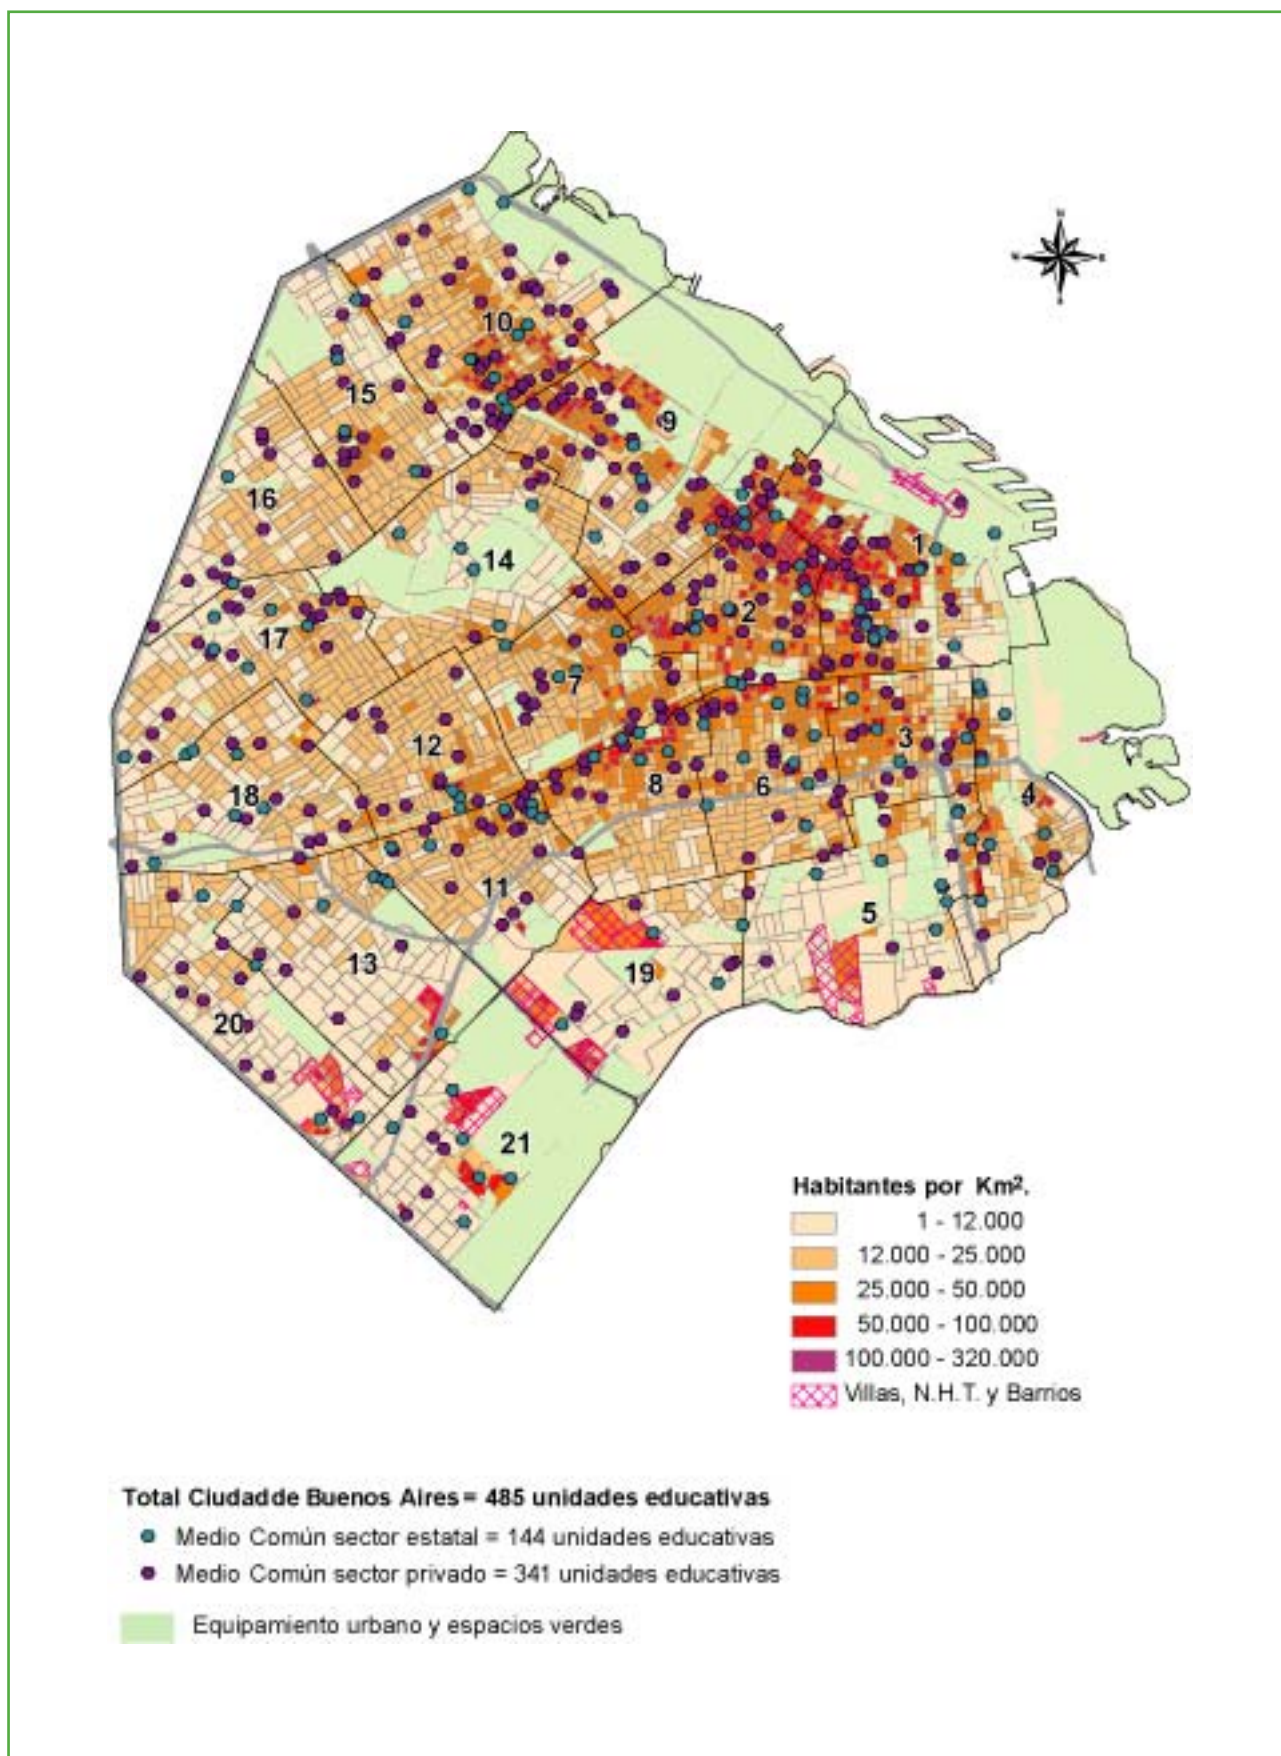 N
10
15
9
16
1
14
2
17
7
12
3
8
6
4
18
11
5
13
19
20
21
Habitantes por Km².
1 - 12.000
12.000 - 25.000
25.000 - 50.000
50.000 - 100.000
100.000 - 320.000
Villas, N.H.T. y Barrios
Total Ciudad de Buenos Aires = 485 unidades educativas
Medio Común sector estatal = 144 unidades educativas
Medio Común sector privado = 341 unidades educativas
Equipamiento urbano y espacios verdes